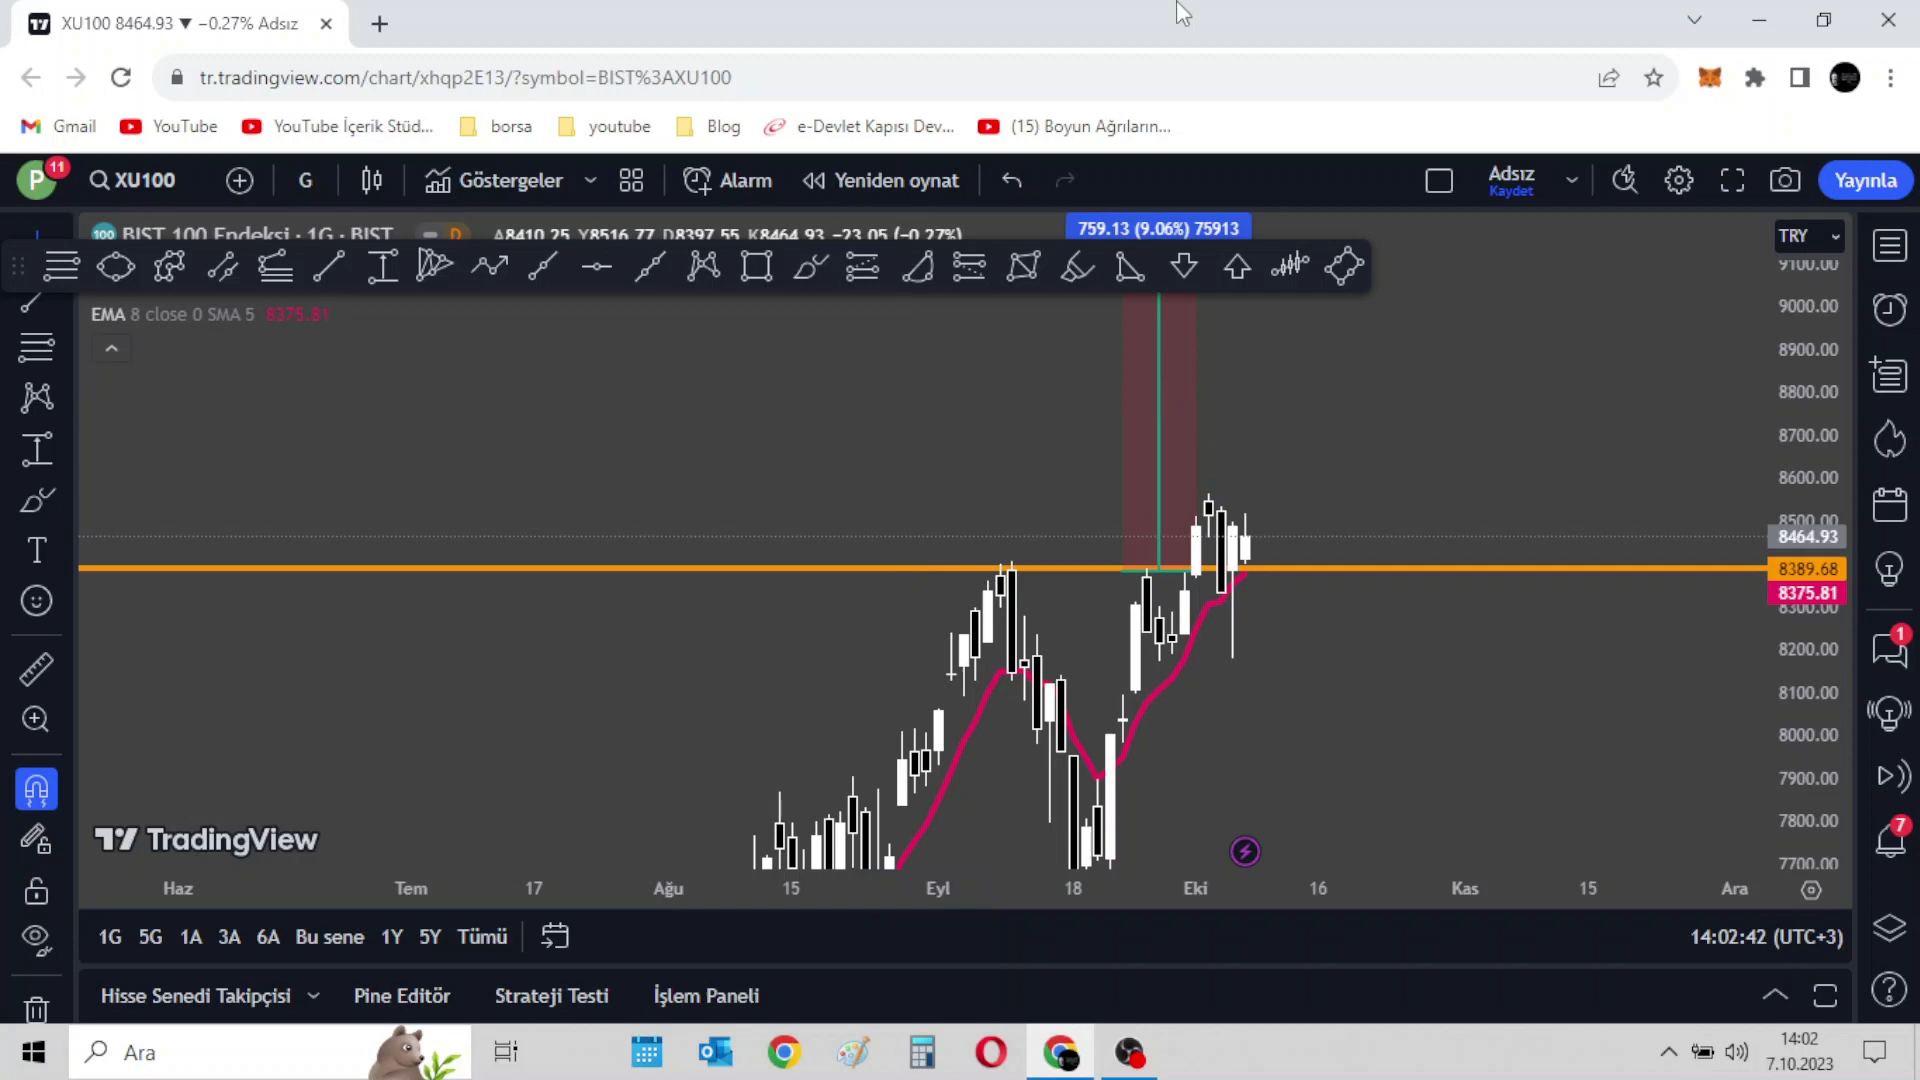 XU100 8464.93 ▼ −0.27% Adsız
tr.tradingview.com/chart/xhqp2E13/?symbol=BIST%3AXU100
Gmail YouTube YouTube İçerik Stüd... borsa youtube Blog e-Devlet Kapısı Dev... (15) Boyun Ağrıların...
P 11 XU100 G Göstergeler Alarm Yeniden oynat Adsız Yayınla
Kaydet
100 BIST 100 Endeksi · 1G · BIST D A8410.25 Y8516.77 D8397.55 K8464.93 −23.05 (−0.27%)
759.13 (9.06%) 75913
TRY
9100.00
EMA 8 close 0 SMA 5 8375.81
9000.00
8900.00
8800.00
8700.00
8600.00
8500.00
8464.93
8389.68
8375.81
8300.00
8200.00
8100.00
8000.00
7900.00
7800.00
7700.00
1
7
TradingView
Haz Tem 17 Ağu 15 Eyl 18 Eki 16 Kas 15 Ara
1G 5G 1A 3A 6A Bu sene 1Y 5Y Tümü 14:02:42 (UTC+3)
Hisse Senedi Takipçisi Pine Editör Strateji Testi İşlem Paneli
Ara
14:02
7.10.2023